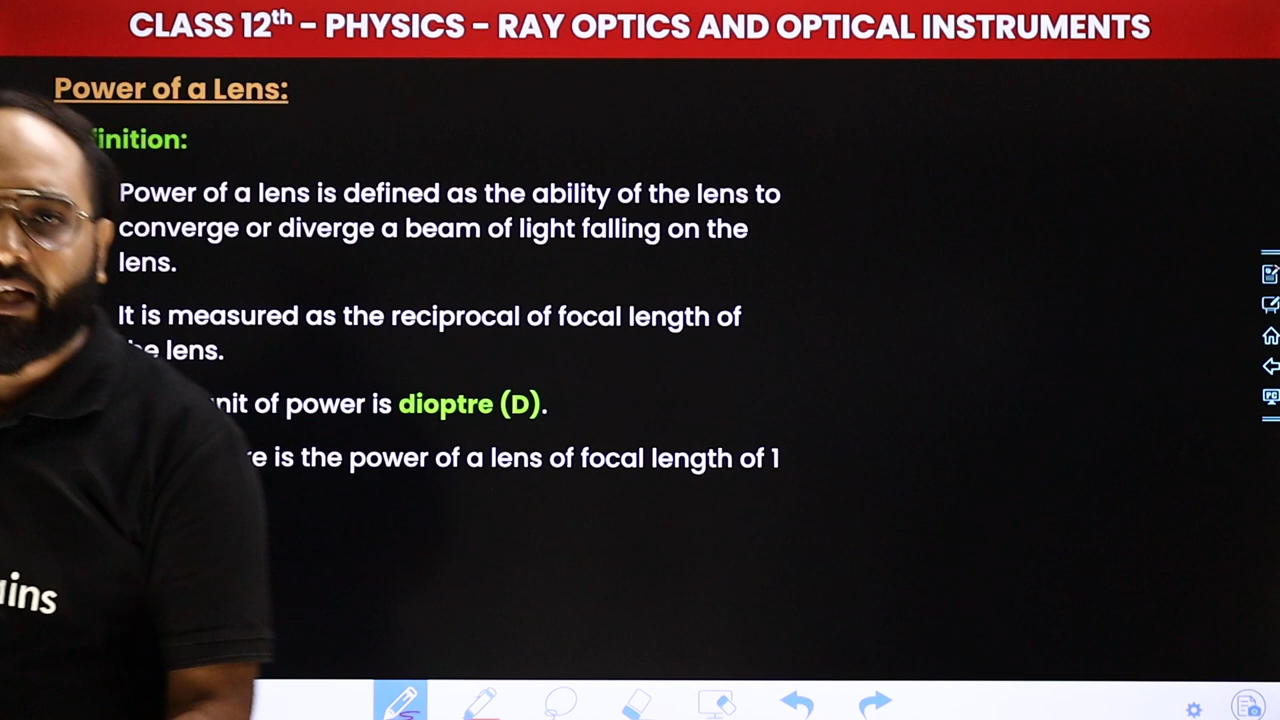 CLASS 12th - PHYSICS - RAY OPTICS AND OPTICAL INSTRUMENTS
Power of a Lens:
inition:
Power of a lens is defined as the ability of the lens to
converge or diverge a beam of light falling on the
lens.
It is measured as the reciprocal of focal length of
he lens.
nit of power is dioptre (D).
re is the power of a lens of focal length of 1
ins